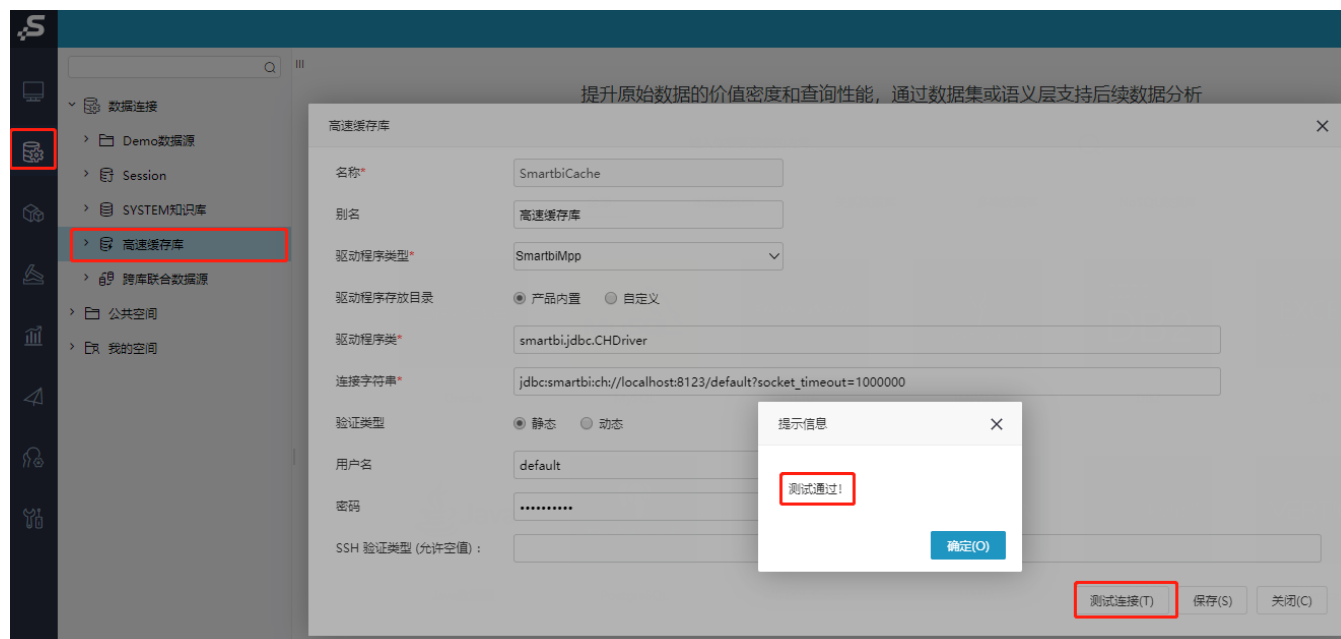 S
提升原始数据的价值密度和查询性能，通过数据集或语义层支持后续数据分析
数据连接
Demo数据源
Session
SYSTEM知识库
高速缓存库
跨库联合数据源
公共空间
我的空间
高速缓存库
名称* SmartbiCache
别名 高速缓存库
驱动程序类型* SmartbiMpp
驱动程序存放目录 产品内置 自定义
驱动程序类* smartbi.jdbc.CHDriver
连接字符串* jdbc:smartbi:ch://localhost:8123/default?socket_timeout=1000000
验证类型 静态 动态
用户名 default
密码 ••••••••••
SSH 验证类型 (允许空值) :
提示信息
测试通过!
确定(O)
测试连接(T) 保存(S) 关闭(C)